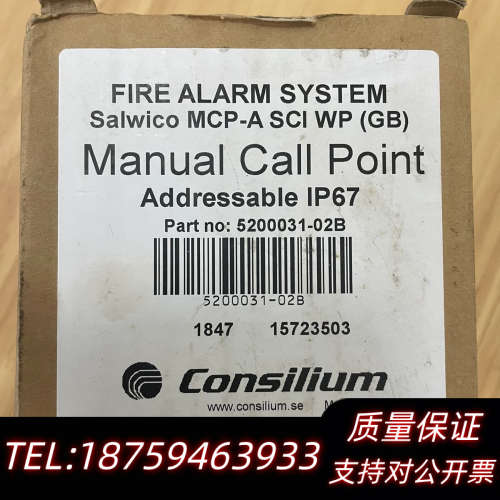 FIRE ALARM SYSTEM
Salwico MCP-A SCI WP (GB)
Manual Call Point
Addressable IP67
Part no: 5200031-02B
5200031-02B
1847 15723503
Consilium
www.consilium.se
质量保证
TEL:18759463933
支持对公开票